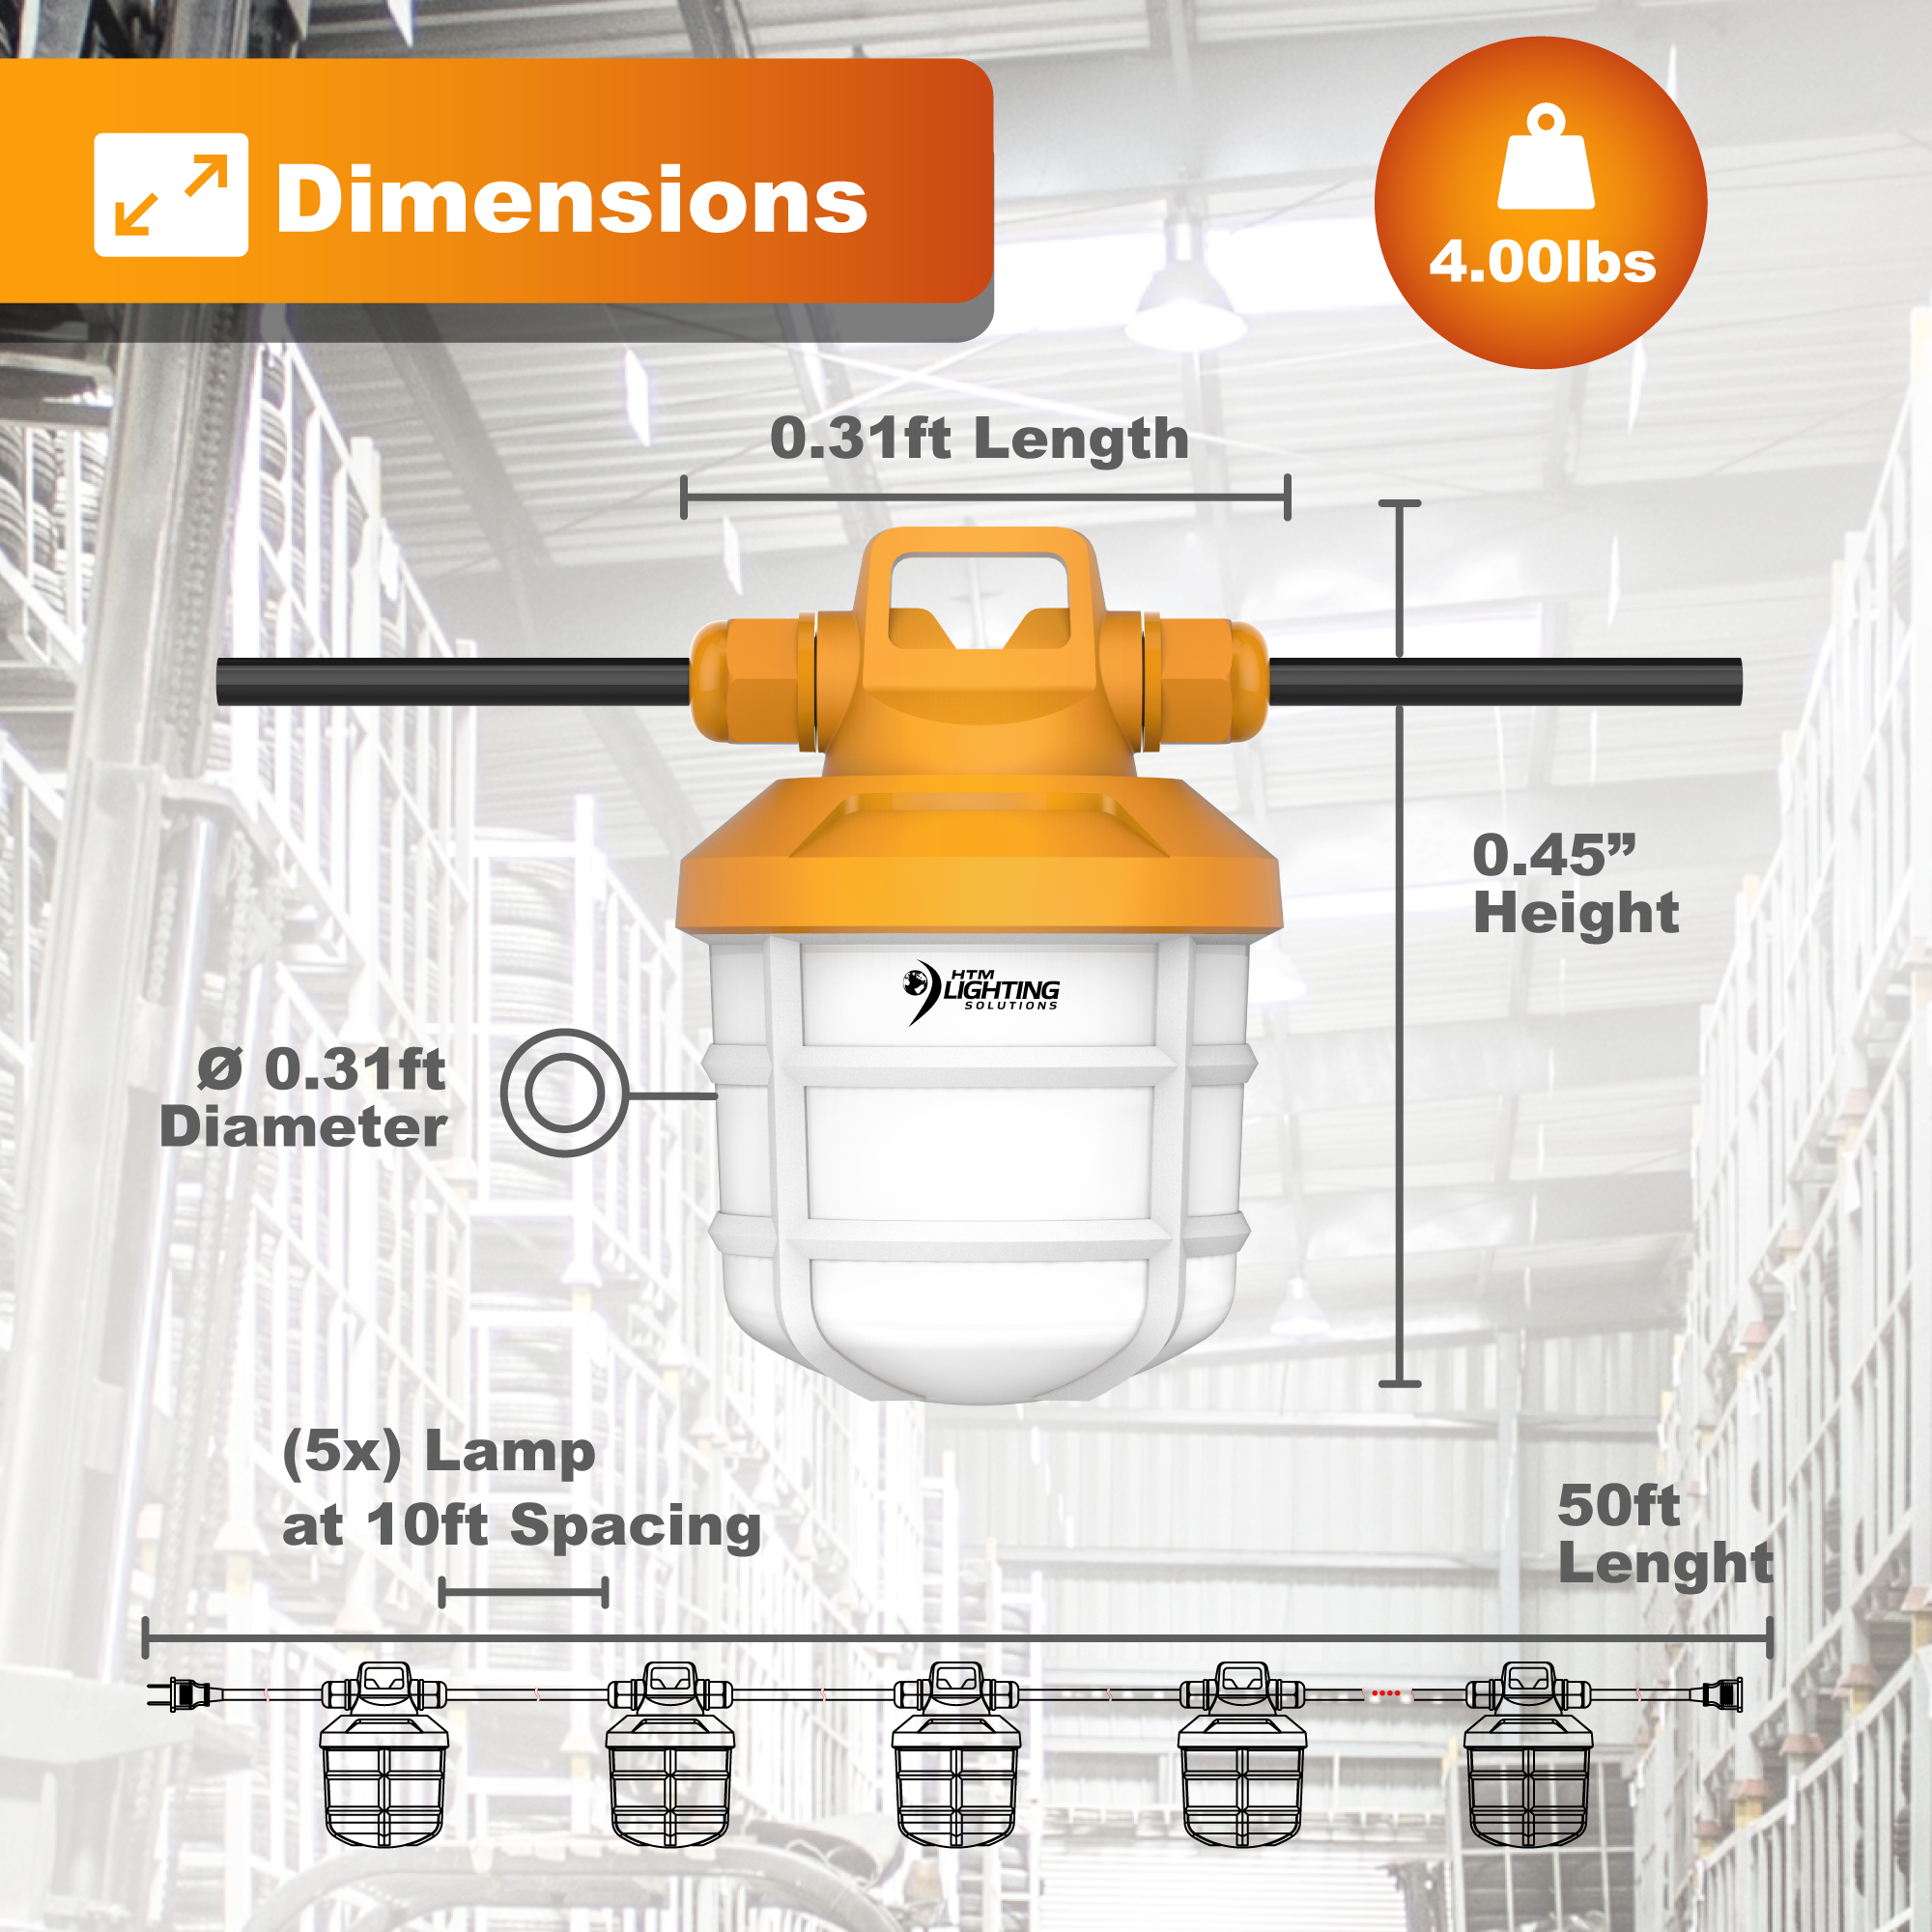 Dimensions
4.00lbs
0.31ft Length
0.45”
Height
HTM
LIGHTING
SOLUTIONS
Ø 0.31ft
Diameter
(5x) Lamp
at 10ft Spacing
50ft
Lenght